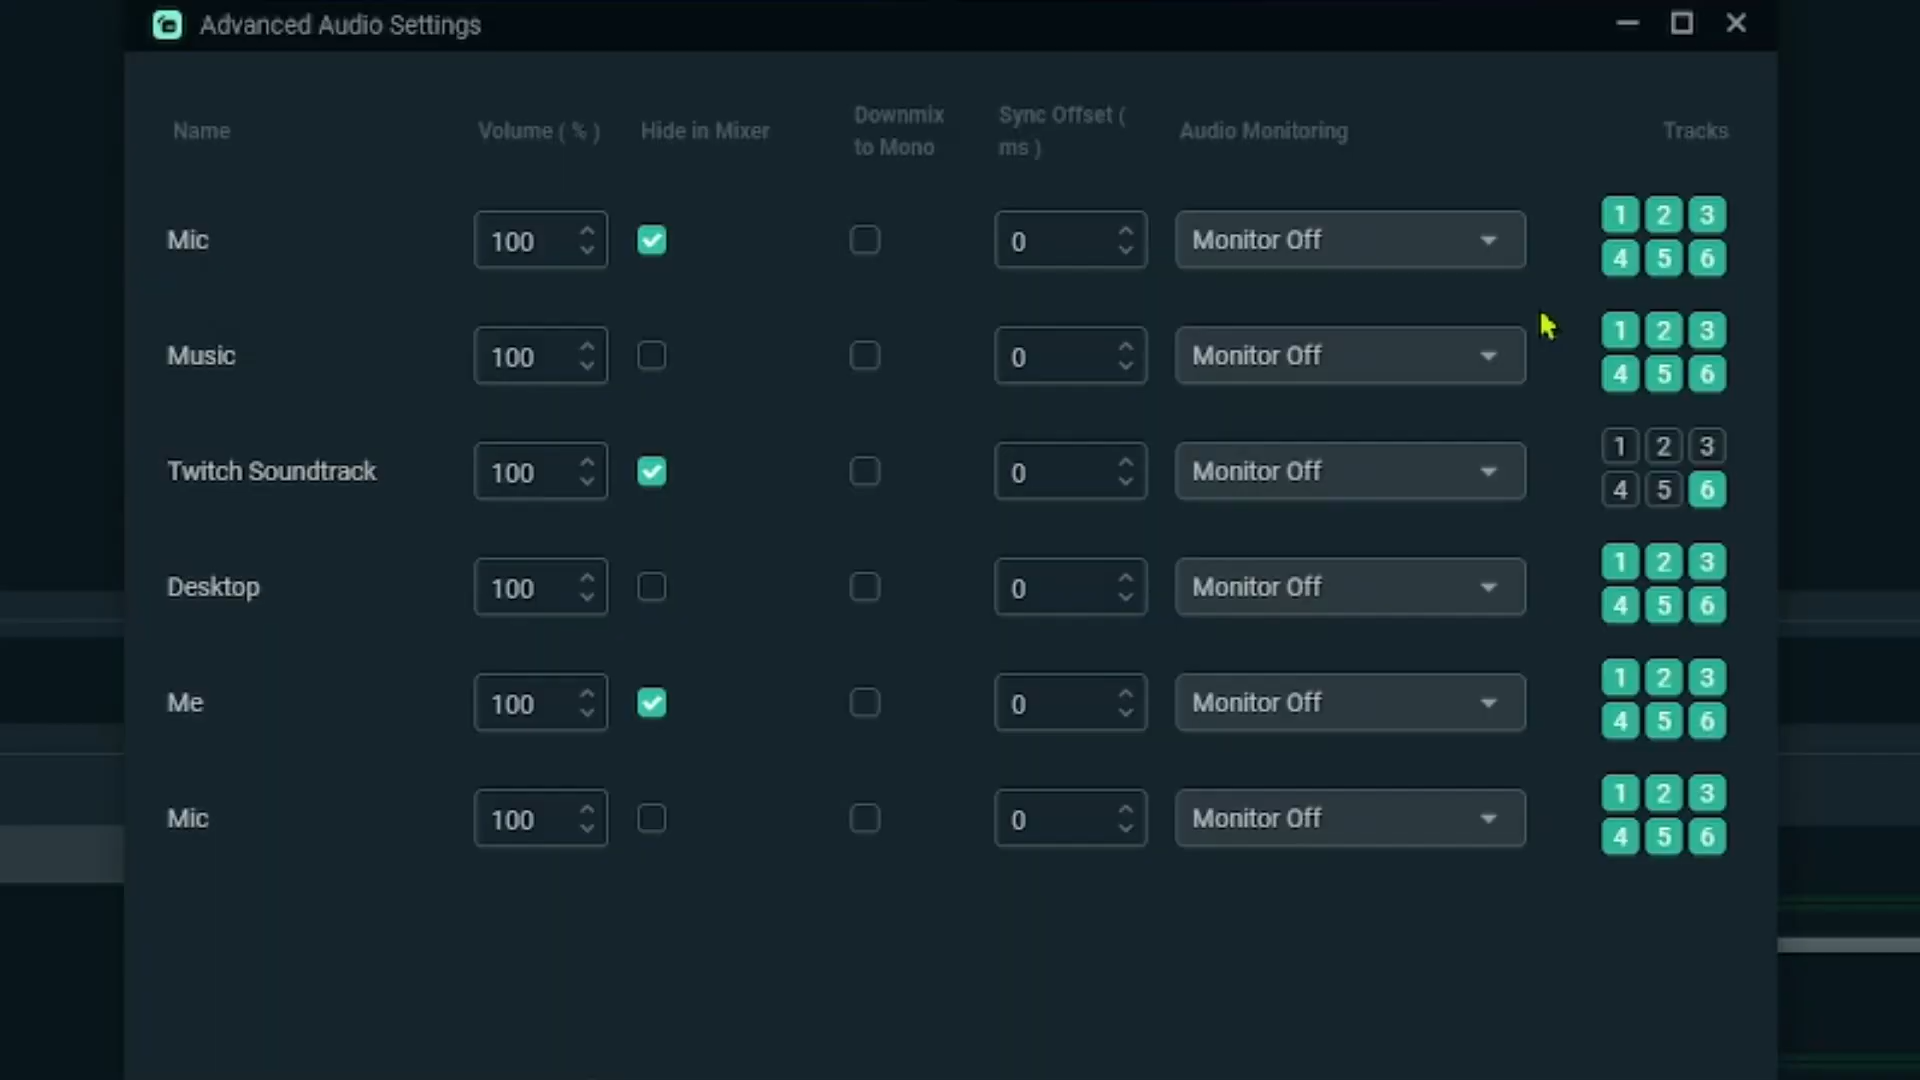 Advanced Audio Settings
Name Volume ( % ) Hide in Mixer Downmix to Mono Sync Offset ( ms ) Audio Monitoring Tracks
Mic 100 0 Monitor Off 1 2 3
4 5 6
Music 100 0 Monitor Off 1 2 3
4 5 6
Twitch Soundtrack 100 0 Monitor Off 1 2 3
4 5 6
Desktop 100 0 Monitor Off 1 2 3
4 5 6
Me 100 0 Monitor Off 1 2 3
4 5 6
Mic 100 0 Monitor Off 1 2 3
4 5 6